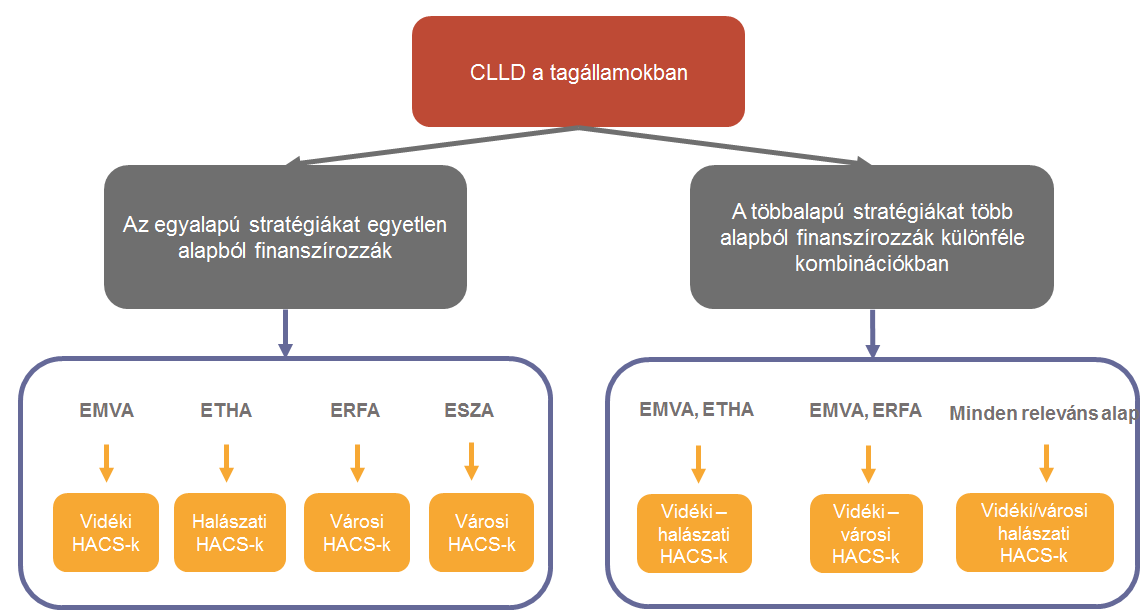 CLLD a tagállamokban
Az egyalapú stratégiákat egyetlen
alapból finanszírozzák
A többalapú stratégiákat több
alapból finanszírozzák különféle
kombinációkban
EMVA
ETHA
ERFA
ESZA
Vidéki
HACS-k
Halászati
HACS-k
Városi
HACS-k
Városi
HACS-k
EMVA, ETHA
EMVA, ERFA
Minden releváns alap
Vidéki –
halászati
HACS-k
Vidéki –
városi
HACS-k
Vidéki/városi
halászati
HACS-k